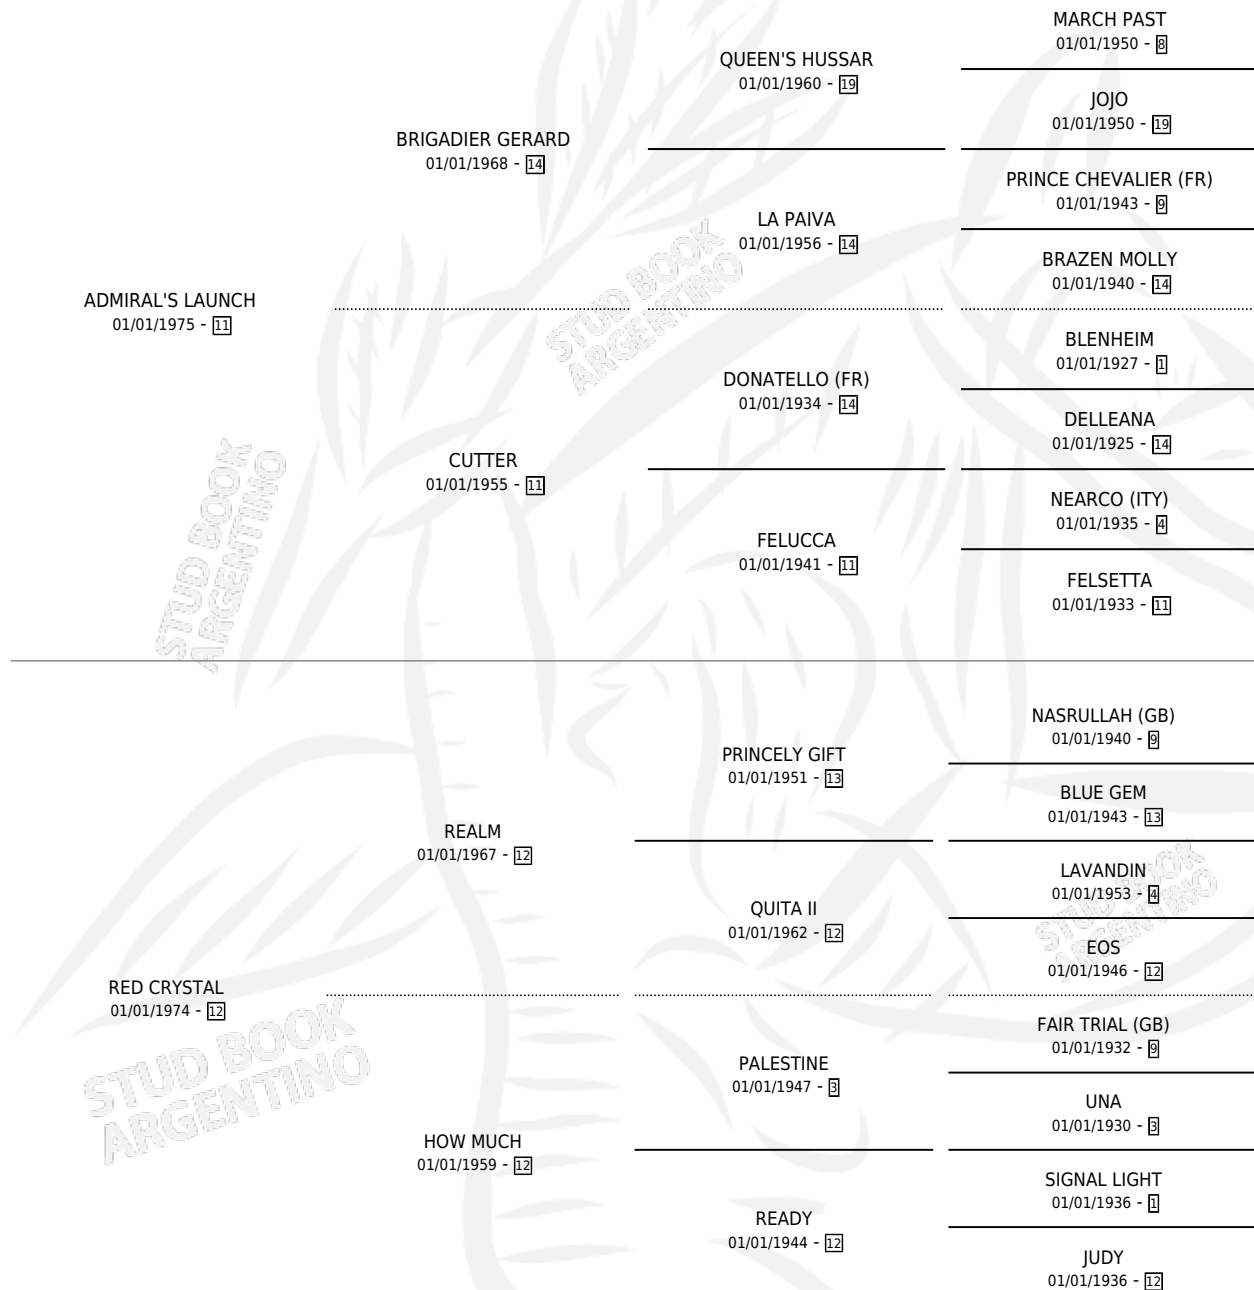 MARCH PAST
01/01/1950 - 8
QUEEN'S HUSSAR
01/01/1960 - 19
JOJO
01/01/1950 - 19
BRIGADIER GERARD
01/01/1968 - 14
PRINCE CHEVALIER (FR)
01/01/1943 - 9
LA PAIVA
01/01/1956 - 14
BRAZEN MOLLY
01/01/1940 - 14
ADMIRAL'S LAUNCH
01/01/1975 - 11
STUD BOOK
ARGENTINO
BLENHEIM
01/01/1927 - 1
DONATELLO (FR)
01/01/1934 - 14
DELLEANA
01/01/1925 - 14
CUTTER
01/01/1955 - 11
NEARCO (ITY)
01/01/1935 - 4
FELUCCA
01/01/1941 - 11
FELSETTA
01/01/1933 - 11
STUD BOOK
ARGENTINO
NASRULLAH (GB)
01/01/1940 - 9
PRINCELY GIFT
01/01/1951 - 13
BLUE GEM
01/01/1943 - 13
REALM
01/01/1967 - 12
LAVANDIN
01/01/1953 - 4
QUITA II
01/01/1962 - 12
STUD BOOK
ARGENTINO
EOS
01/01/1946 - 12
RED CRYSTAL
01/01/1974 - 12
STUD BOOK
ARGENTINO
FAIR TRIAL (GB)
01/01/1932 - 9
PALESTINE
01/01/1947 - 3
UNA
01/01/1930 - 3
HOW MUCH
01/01/1959 - 12
SIGNAL LIGHT
01/01/1936 - 1
READY
01/01/1944 - 12
JUDY
01/01/1936 - 12